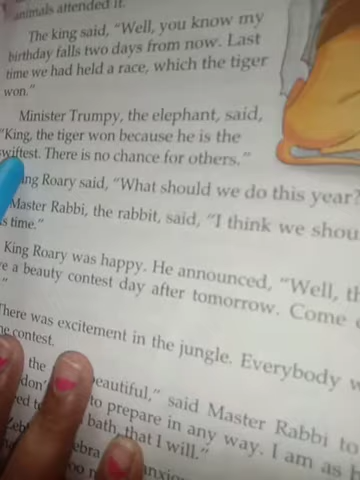 animals attended it.
The king said, “Well, you know my
birthday falls two days from now. Last
time we had held a race, which the tiger
won.”
Minister Trumpy, the elephant, said,
“King, the tiger won because he is the
swiftest. There is no chance for others.”
Roary said, “What should we do this year?
Master Rabbi, the rabbit, said, “I think we shou
s time.”
King Roary was happy. He announced, “Well, th
e a beauty contest day after tomorrow. Come
”
There was excitement in the jungle. Everybody w
contest.
the beautiful,” said Master Rabbi to
don’ to prepare in any way. I am as
bath, that I will.”